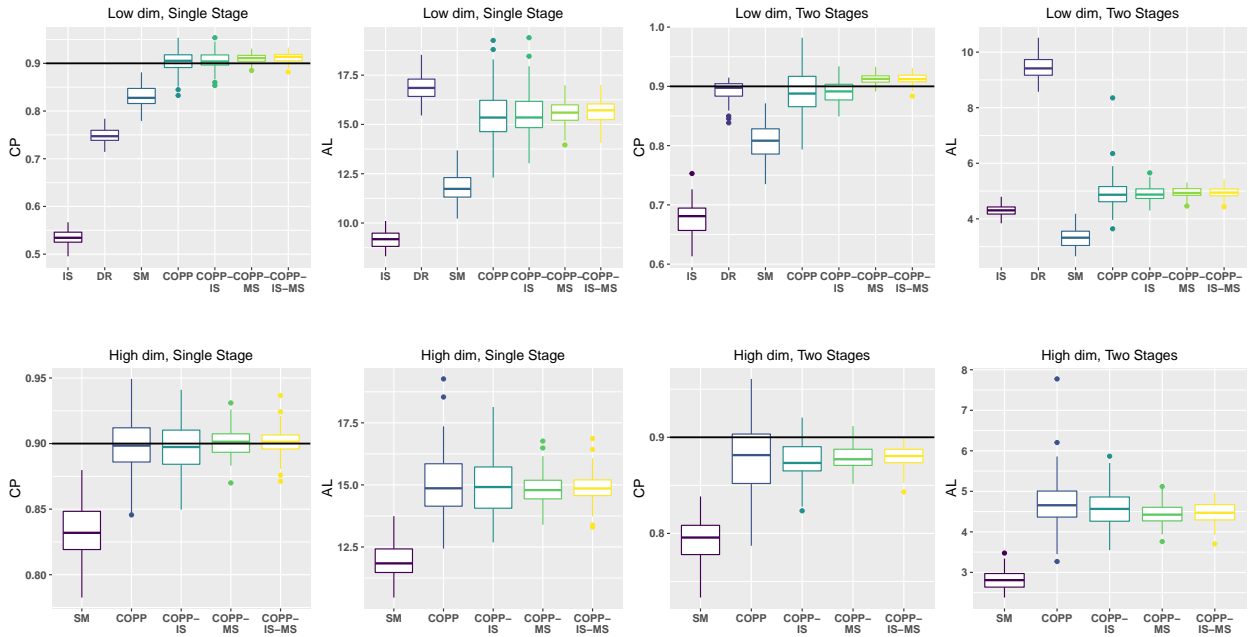 Low dim, Single Stage
CP
0.9
0.8
0.7
0.6
0.5
IS DR SM COPP COPP− COPP− COPP−
IS MS IS−MS
Low dim, Single Stage
AL
17.5
15.0
12.5
10.0
IS DR SM COPP COPP− COPP− COPP−
IS MS IS−MS
Low dim, Two Stages
CP
1.0
0.9
0.8
0.7
0.6
IS DR SM COPP COPP− COPP− COPP−
IS MS IS−MS
Low dim, Two Stages
AL
10
8
6
4
IS DR SM COPP COPP− COPP− COPP−
IS MS IS−MS
High dim, Single Stage
CP
0.95
0.90
0.85
0.80
SM COPP COPP− COPP− COPP−
IS MS IS−MS
High dim, Single Stage
AL
17.5
15.0
12.5
SM COPP COPP− COPP− COPP−
IS MS IS−MS
High dim, Two Stages
CP
0.9
0.8
SM COPP COPP− COPP− COPP−
IS MS IS−MS
High dim, Two Stages
AL
8
7
6
5
4
3
SM COPP COPP− COPP− COPP−
IS MS IS−MS